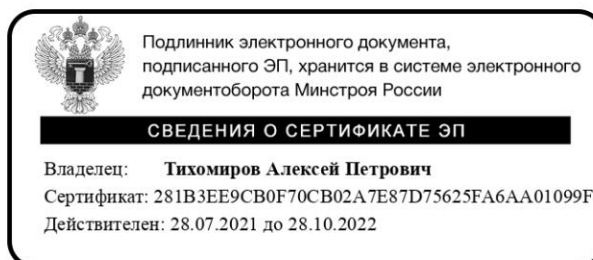 Подлинник электронного документа,
подписанного ЭП, хранится в системе электронного
документоборота Минстроя России
СВЕДЕНИЯ О СЕРТИФИКАТЕ ЭП
Владелец: Тихомиров Алексей Петрович
Сертификат: 281B3EE9CB0F70CB02A7E87D75625FA6AA01099F
Действителен: 28.07.2021 до 28.10.2022